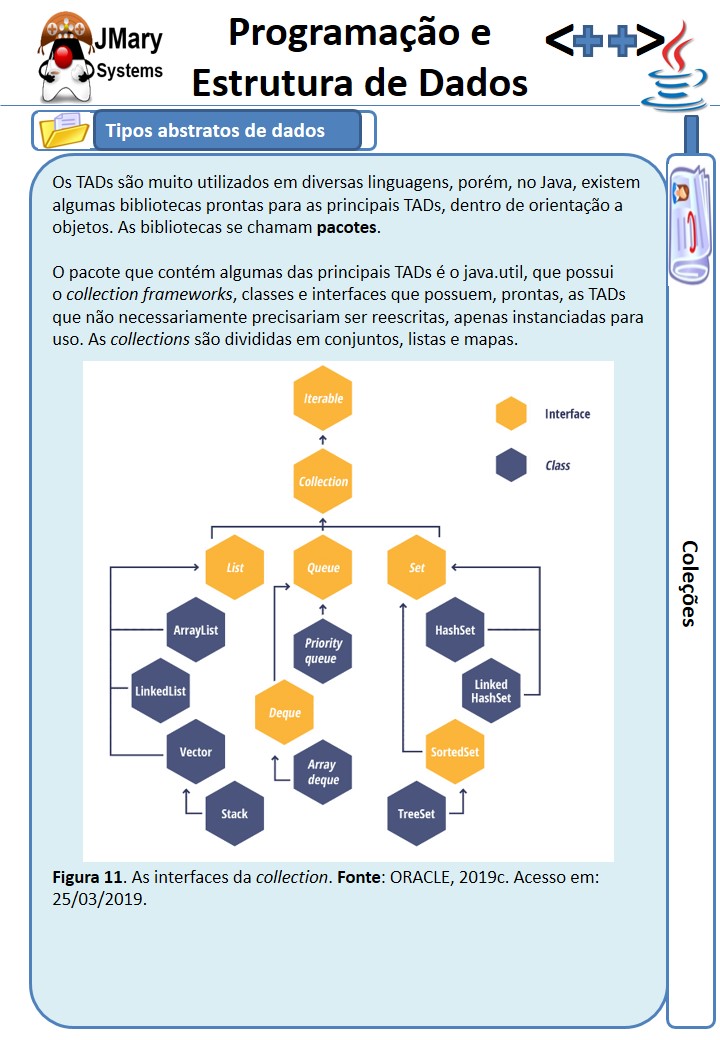 JMary
Systems
Programação e
Estrutura de Dados
<++>
Tipos abstratos de dados
Os TADs são muito utilizados em diversas linguagens, porém, no Java, existem
algumas bibliotecas prontas para as principais TADs, dentro de orientação a
objetos. As bibliotecas se chamam pacotes.
O pacote que contém algumas das principais TADs é o java.util, que possui
o collection frameworks, classes e interfaces que possuem, prontas, as TADs
que não necessariamente precisariam ser reescritas, apenas instanciadas para
uso. As collections são divididas em conjuntos, listas e mapas.
Iterable
Interface
Class
Collection
List
Queue
Set
ArrayList
Priority
queue
HashSet
LinkedList
Linked
HashSet
Deque
Vector
Array
deque
SortedSet
Stack
TreeSet
Figura 11. As interfaces da collection. Fonte: ORACLE, 2019c. Acesso em:
25/03/2019.
Coleções